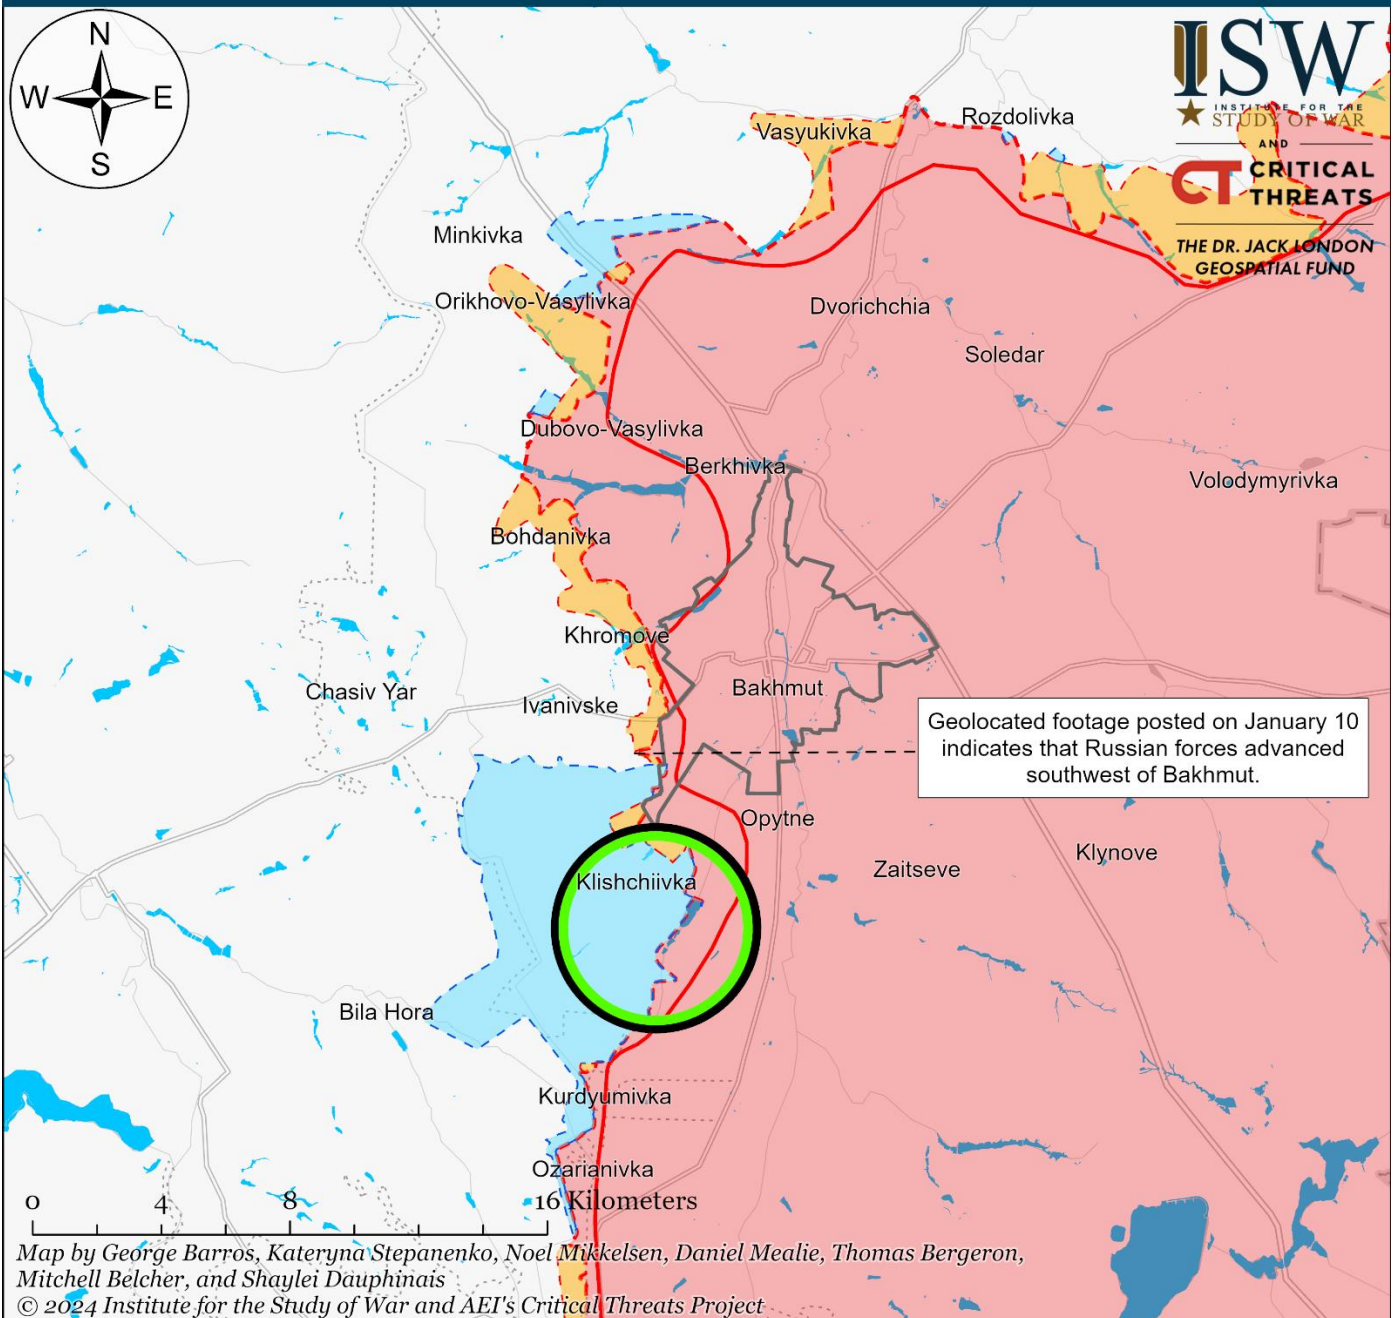 N
W E
S
ISW
INSTITUTE FOR THE
STUDY OF WAR
AND
CT CRITICAL
THREATS
THE DR. JACK LONDON
GEOSPATIAL FUND
Rozdolivka
Vasyukivka
Minkivka
Orikhovo-Vasylivka
Dvorichchia
Soledar
Dubovo-Vasylivka
Berkhivka
Volodymyrivka
Bohdanivka
Khromove
Chasiv Yar
Bakhmut
Ivanivske
Geolocated footage posted on January 10
indicates that Russian forces advanced
southwest of Bakhmut.
Opytne
Klynove
Zaitseve
Klishchiivka
Bila Hora
Kurdyumivka
Ozarianivka
0 4 8 16 Kilometers
Map by George Barros, Kateryna Stepanenko, Noel Mikkelsen, Daniel Mealie, Thomas Bergeron,
Mitchell Belcher, and Shaylei Dauphinais
© 2024 Institute for the Study of War and AEI's Critical Threats Project